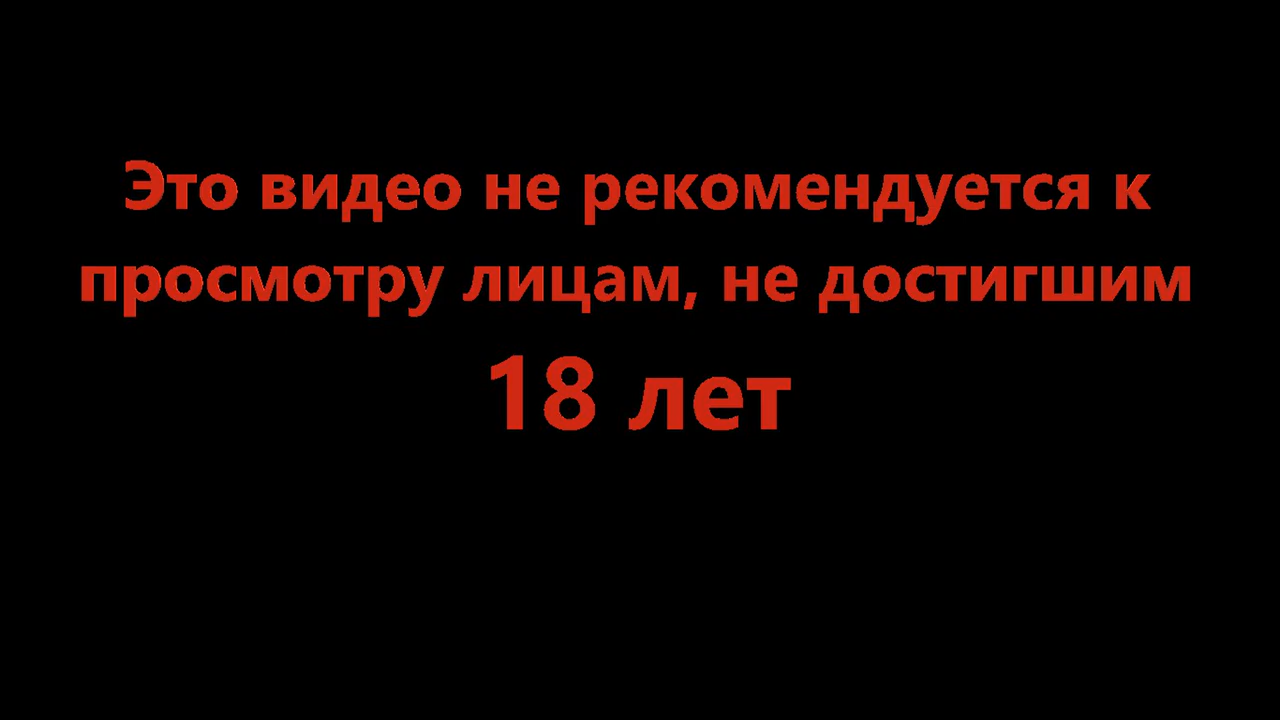 Это видео не рекомендуется к
просмотру лицам, не достигшим
18 лет